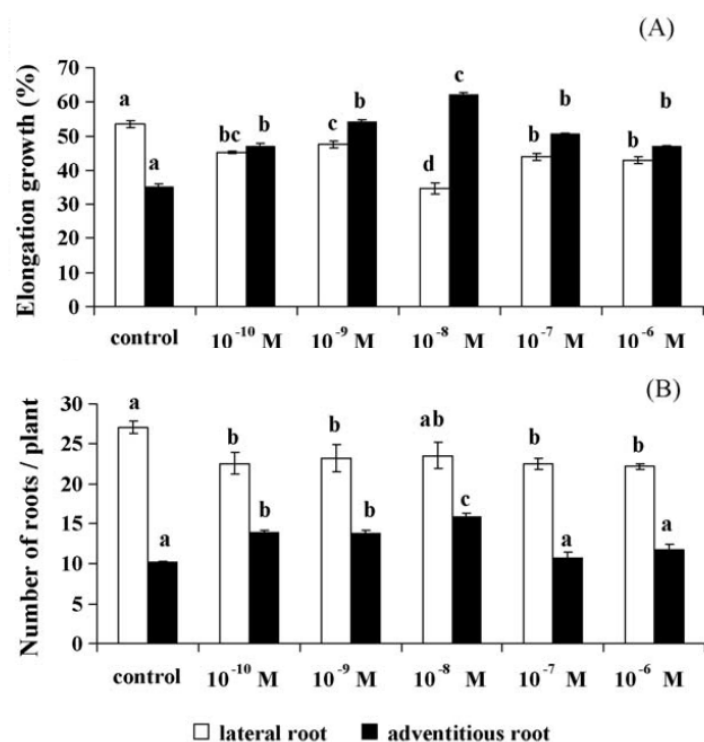 (A)
Elongation growth (%)
70
60
50
40
30
20
10
0
a a bc b c b d c b b b b
control 10⁻¹⁰ M 10⁻⁹ M 10⁻⁸ M 10⁻⁷ M 10⁻⁶ M
(B)
Number of roots / plant
30
25
20
15
10
5
0
a a b b b b ab c b a b a
control 10⁻¹⁰ M 10⁻⁹ M 10⁻⁸ M 10⁻⁷ M 10⁻⁶ M
lateral root adventitious root